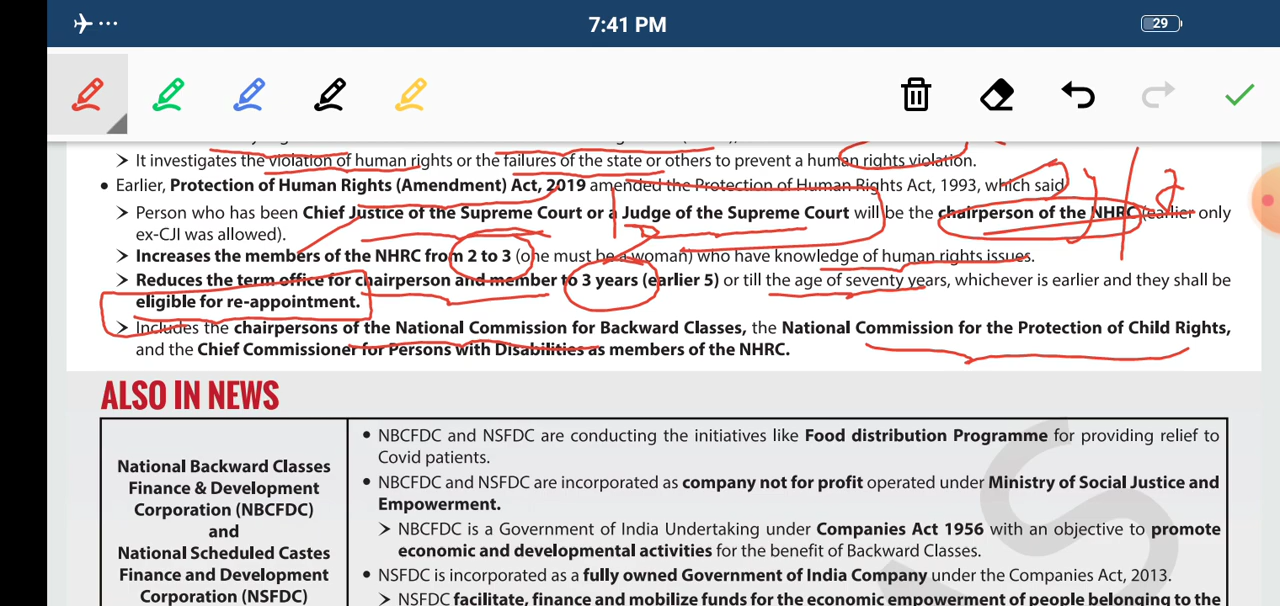 7:41 PM
29
➤ It investigates the violation of human rights or the failures of the state or others to prevent a human rights violation.
• Earlier, Protection of Human Rights (Amendment) Act, 2019 amended the Protection of Human Rights Act, 1993, which said
➤ Person who has been Chief Justice of the Supreme Court or a Judge of the Supreme Court will be the chairperson of the NHRC (earlier only
ex-CJI was allowed).
➤ Increases the members of the NHRC from 2 to 3 (one must be a woman) who have knowledge of human rights issues.
➤ Reduces the term office for chairperson and member to 3 years (earlier 5) or till the age of seventy years, whichever is earlier and they shall be
eligible for re-appointment.
➤ Includes the chairpersons of the National Commission for Backward Classes, the National Commission for the Protection of Child Rights,
and the Chief Commissioner for Persons with Disabilities as members of the NHRC.
ALSO IN NEWS
National Backward Classes
Finance & Development
Corporation (NBCFDC)
and
National Scheduled Castes
Finance and Development
Corporation (NSFDC)
• NBCFDC and NSFDC are conducting the initiatives like Food distribution Programme for providing relief to
Covid patients.
• NBCFDC and NSFDC are incorporated as company not for profit operated under Ministry of Social Justice and
Empowerment.
➤ NBCFDC is a Government of India Undertaking under Companies Act 1956 with an objective to promote
economic and developmental activities for the benefit of Backward Classes.
• NSFDC is incorporated as a fully owned Government of India Company under the Companies Act, 2013.
➤ NSFDC facilitate, finance and mobilize funds for the economic empowerment of people belonging to the